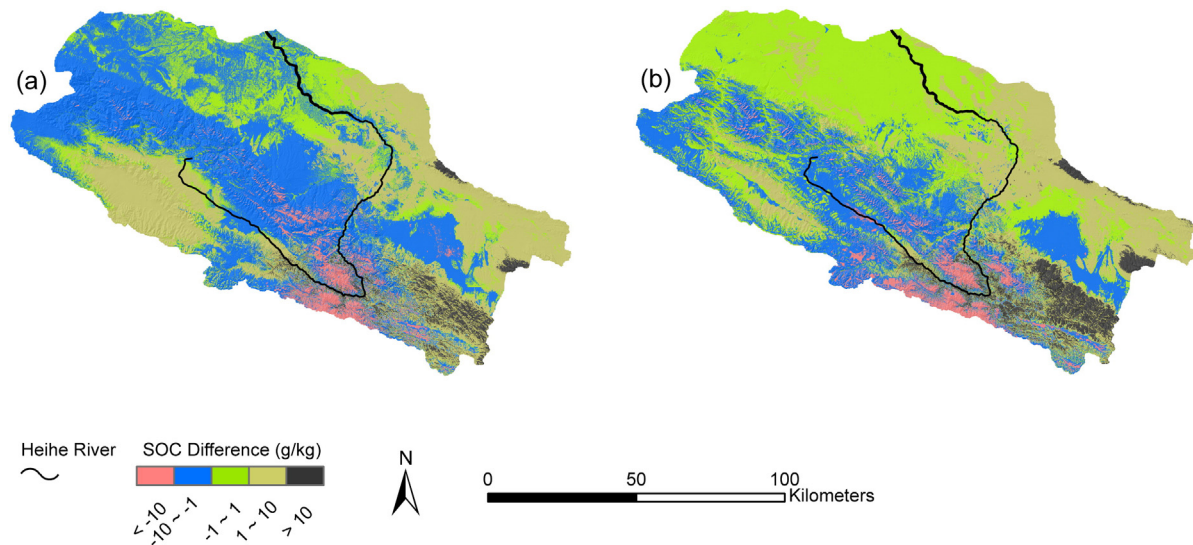 (a)
(b)
Heihe River
SOC Difference (g/kg)
< -10
-10 ~ -1
-1 ~ 1
1 ~ 10
> 10
N
0 50 100
Kilometers